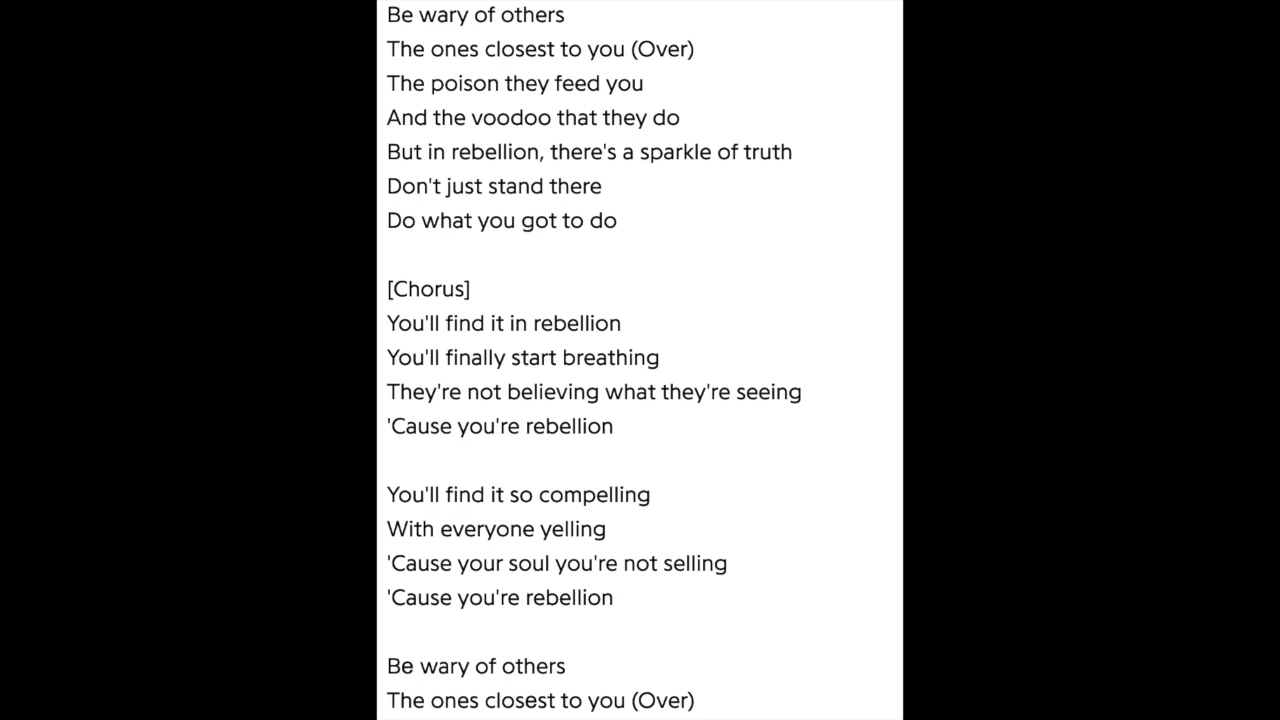 Be wary of others
The ones closest to you (Over)
The poison they feed you
And the voodoo that they do
But in rebellion, there's a sparkle of truth
Don't just stand there
Do what you got to do
[Chorus]
You'll find it in rebellion
You'll finally start breathing
They're not believing what they're seeing
'Cause you're rebellion
You'll find it so compelling
With everyone yelling
'Cause your soul you're not selling
'Cause you're rebellion
Be wary of others
The ones closest to you (Over)